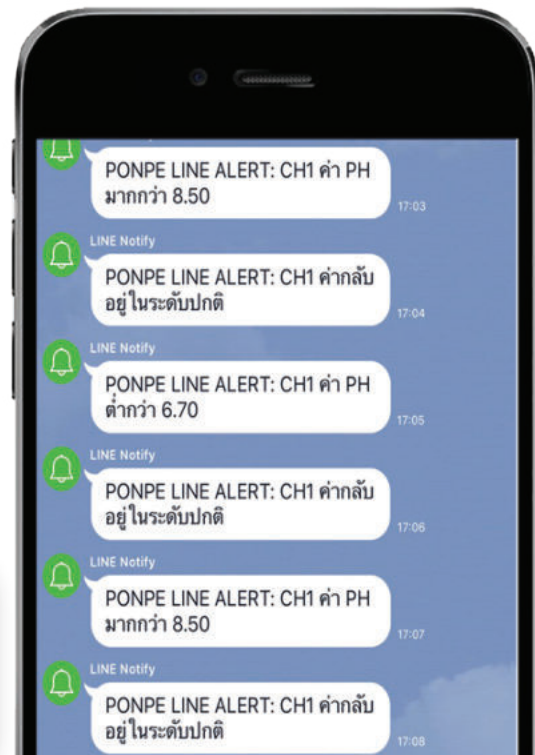 PONPE LINE ALERT: CH1 ค่า PH
มากกว่า 8.50
17:03
LINE Notify
PONPE LINE ALERT: CH1 ค่ากลับ
อยู่ในระดับปกติ
17:04
LINE Notify
PONPE LINE ALERT: CH1 ค่า PH
ต่ำกว่า 6.70
17:05
LINE Notify
PONPE LINE ALERT: CH1 ค่ากลับ
อยู่ในระดับปกติ
17:06
LINE Notify
PONPE LINE ALERT: CH1 ค่า PH
มากกว่า 8.50
17:07
LINE Notify
PONPE LINE ALERT: CH1 ค่ากลับ
อยู่ในระดับปกติ
17:08